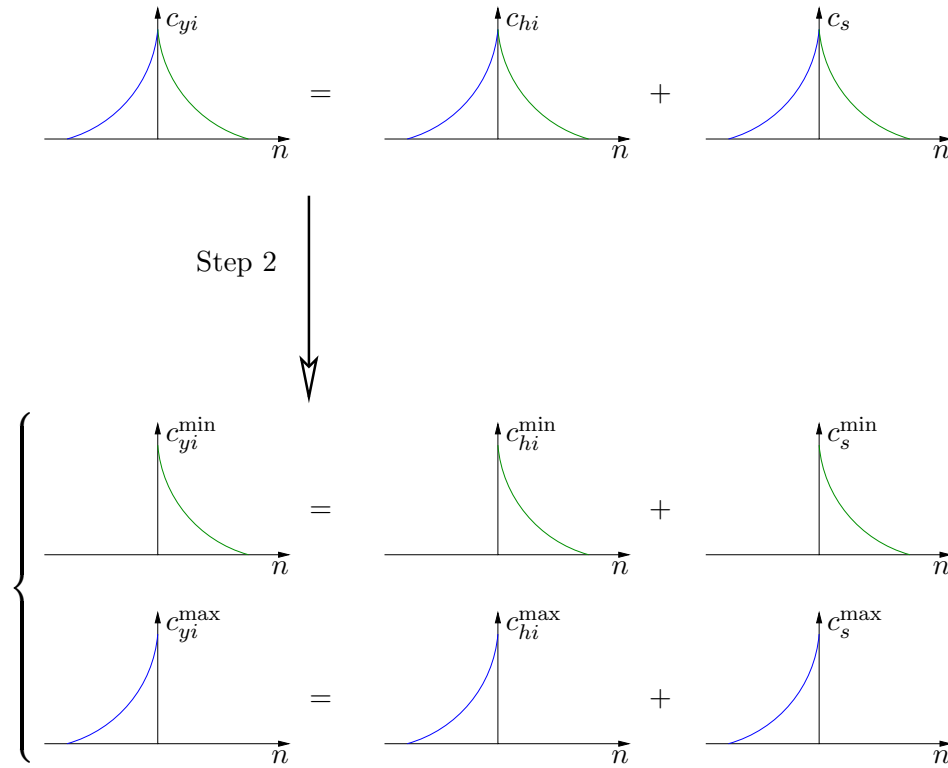 c_{yi} = c_{hi} + c_s
n n n
Step 2
c_{yi}^{min} = c_{hi}^{min} + c_s^{min}
n n n
c_{yi}^{max} = c_{hi}^{max} + c_s^{max}
n n n